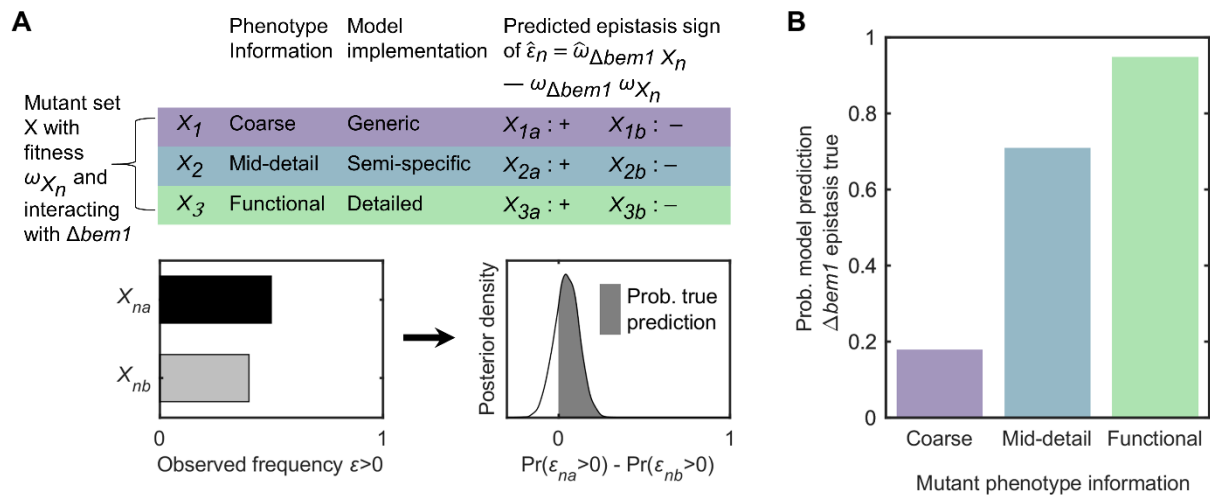 A
Phenotype Information
Model implementation
Predicted epistasis sign
of ε̂n = ω̂Δbem1 Xn
— ωΔbem1 ωXn
Mutant set
X with
fitness
ωXn and
interacting
with Δbem1
X1 Coarse Generic X1a : + X1b : –
X2 Mid-detail Semi-specific X2a : + X2b : –
X3 Functional Detailed X3a : + X3b : –
Xna
Xnb
0 1
Observed frequency ε>0
Posterior density
Prob. true
prediction
0 1
Pr(εna>0) - Pr(εnb>0)
B
Prob. model prediction
Δbem1 epistasis true
1
0.8
0.6
0.4
0.2
0
Coarse Mid-detail Functional
Mutant phenotype information